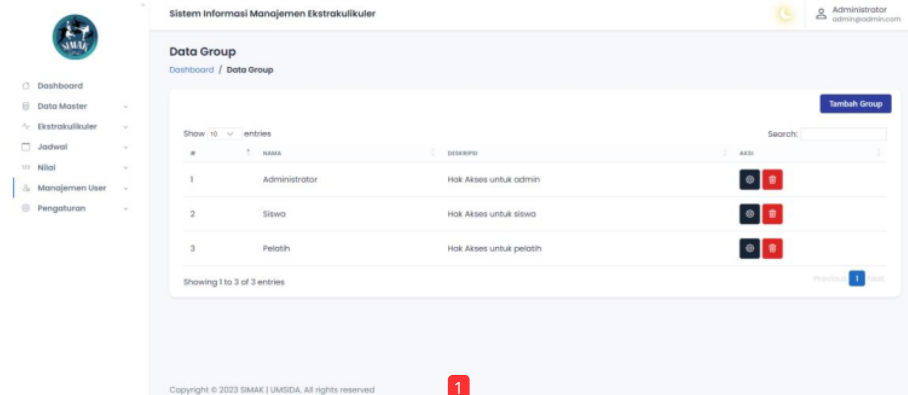 Sistem Informasi Manajemen Ekstrakulikuler
Administrator
admin@admin.com
SIMAK
Data Group
Dashboard / Data Group
Dashboard
Data Master
Ekstrakulikuler
Jadwal
Nilai
Manajemen User
Pengaturan
Tambah Group
Show 10 entries
Search:
# NAMA DESKRIPSI AKSI
1 Administrator Hak Akses untuk admin
2 Siswa Hak Akses untuk siswa
3 Pelatih Hak Akses untuk pelatih
Showing 1 to 3 of 3 entries
Previous 1 Next
Copyright © 2023 SIMAK | UMSIDA. All rights reserved
1